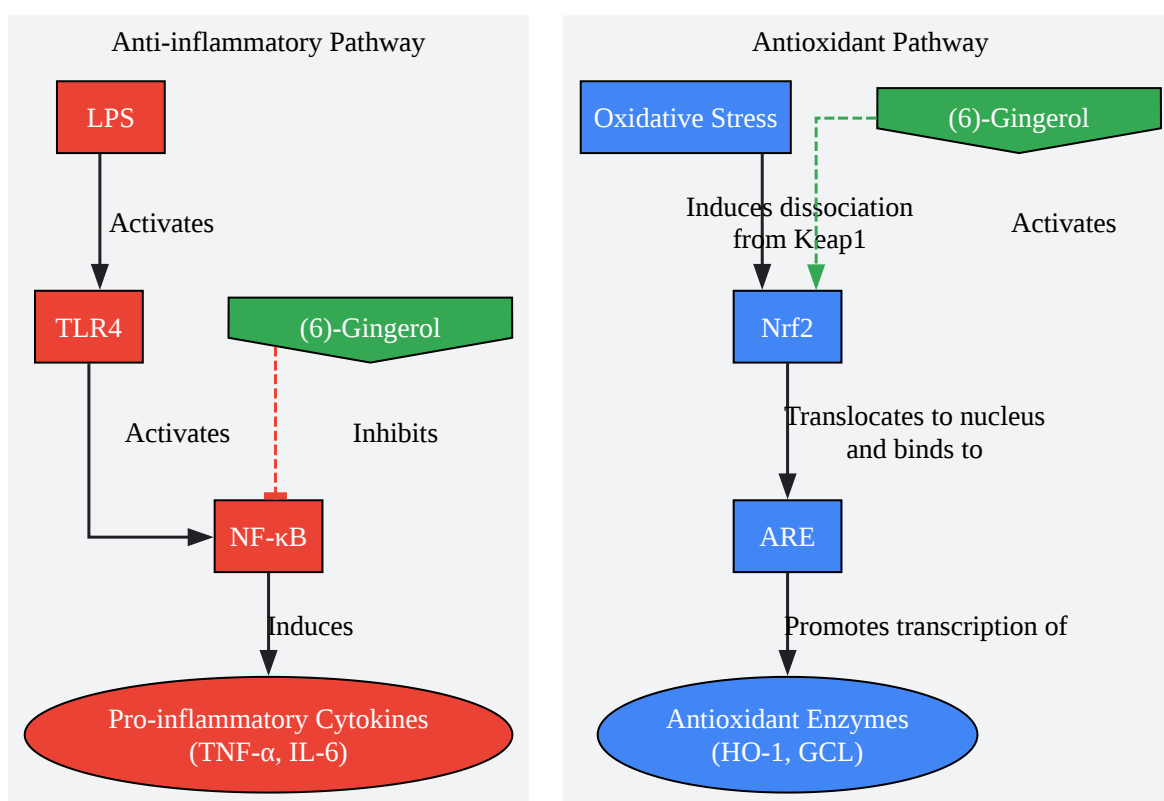 Anti-inflammatory Pathway
LPS
Activates
TLR4
(6)-Gingerol
Activates
Inhibits
NF-κB
Induces
Pro-inflammatory Cytokines
(TNF-α, IL-6)
Antioxidant Pathway
Oxidative Stress
(6)-Gingerol
Induces dissociation
from Keap1
Activates
Nrf2
Translocates to nucleus
and binds to
ARE
Promotes transcription of
Antioxidant Enzymes
(HO-1, GCL)